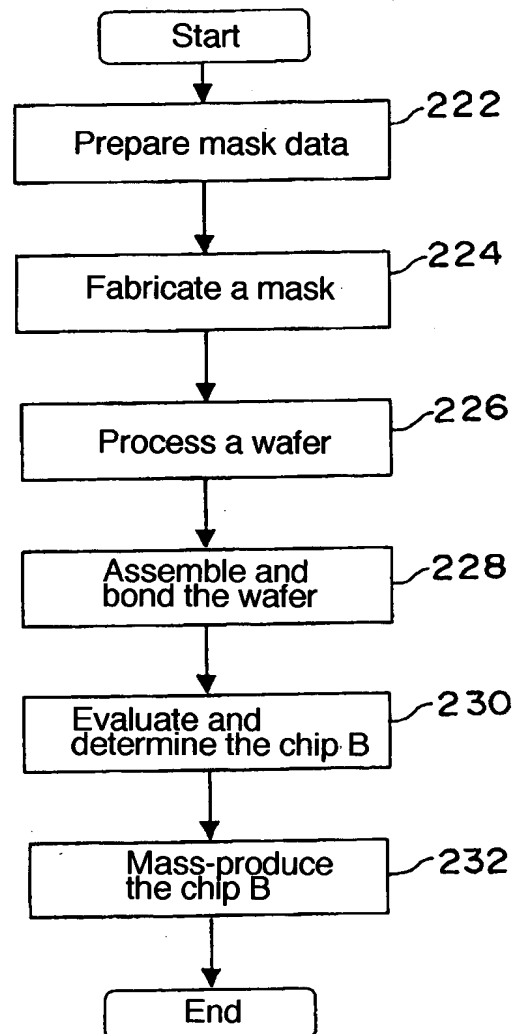 Start
222
Prepare mask data
224
Fabricate a mask
226
Process a wafer
228
Assemble and
bond the wafer
230
Evaluate and
determine the chip B
232
Mass-produce
the chip B
End